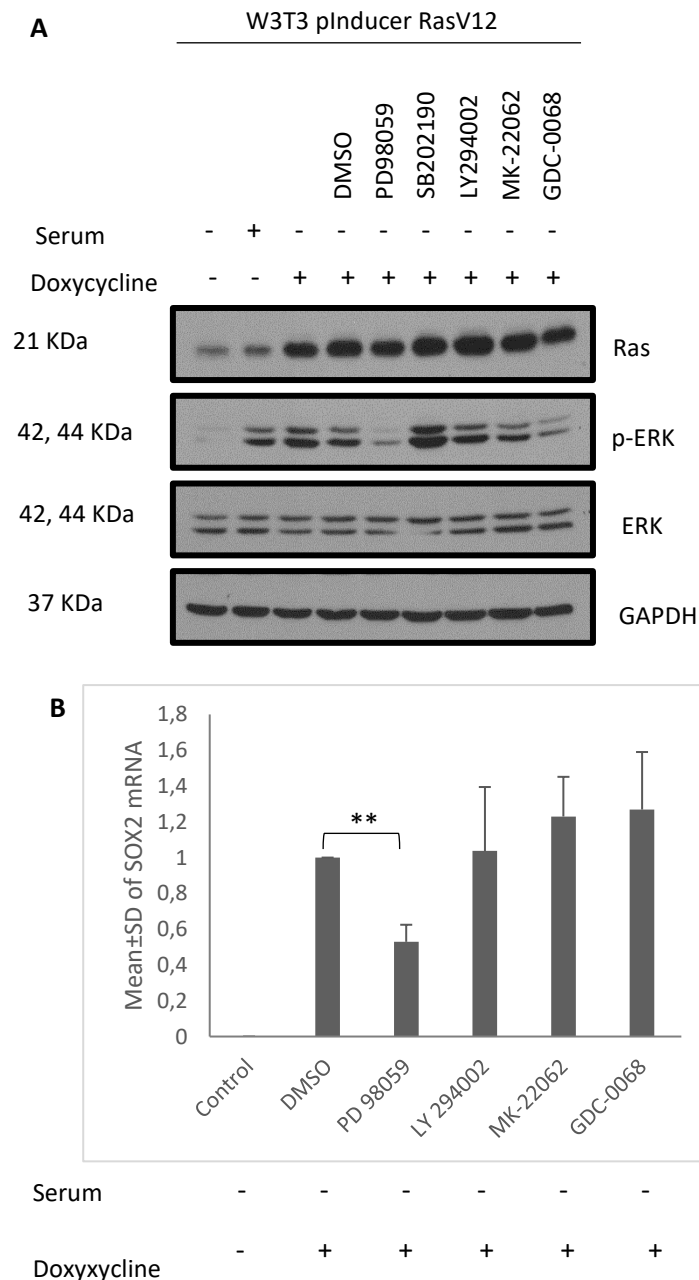 A
W3T3 pInducer RasV12
DMSO
PD98059
SB202190
LY294002
MK-22062
GDC-0068
Serum - + - - - - - - -
Doxycycline - - + + + + + + +
21 KDa Ras
42, 44 KDa p-ERK
42, 44 KDa ERK
37 KDa GAPDH
B
Mean±SD of SOX2 mRNA
1,8
1,6
1,4
1,2
1
0,8
0,6
0,4
0,2
0
**
Control
DMSO
PD 98059
LY 294002
MK-22062
GDC-0068
Serum - - - - - -
Doxyxycline - + + + + +